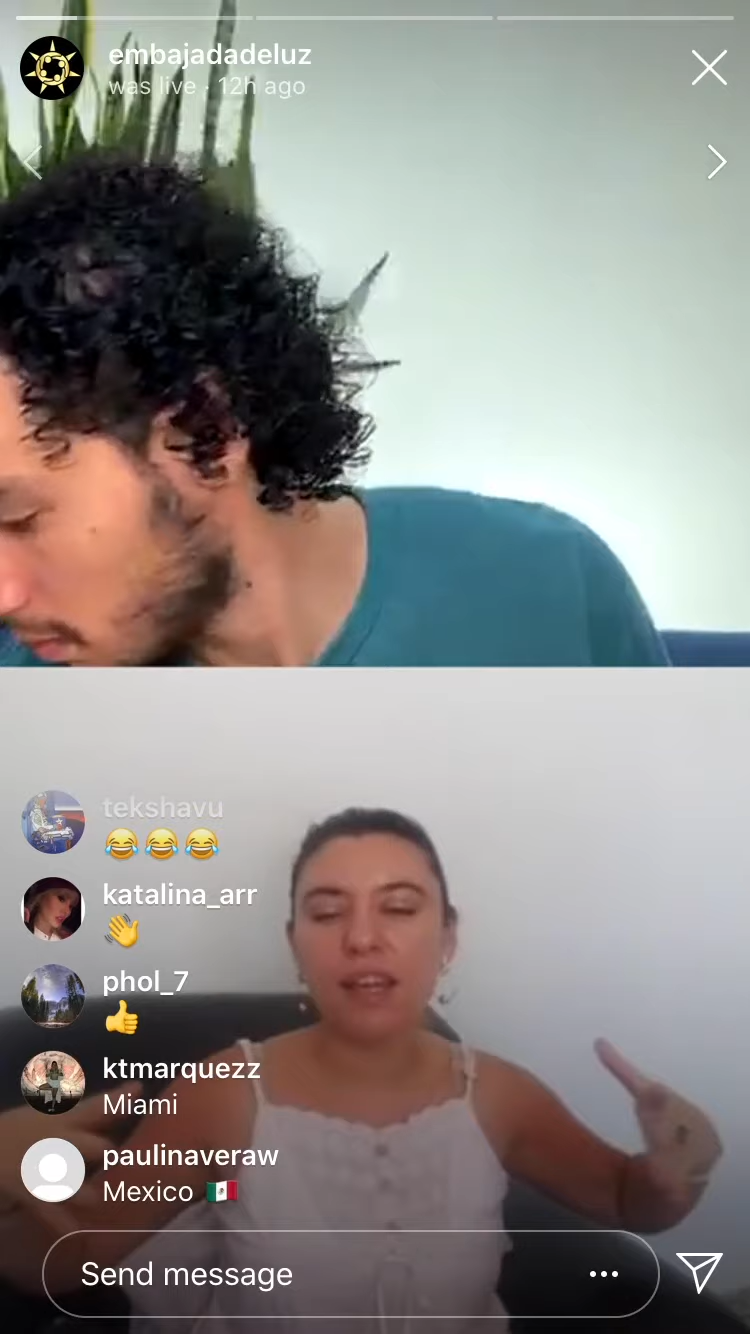 embajadadeluz
was live · 12h ago
tekshavu
😂😂😂
katalina_arr
👋
phol_7
👍
ktmarquezz
Miami
paulinaveraw
Mexico 🇲🇽
Send message